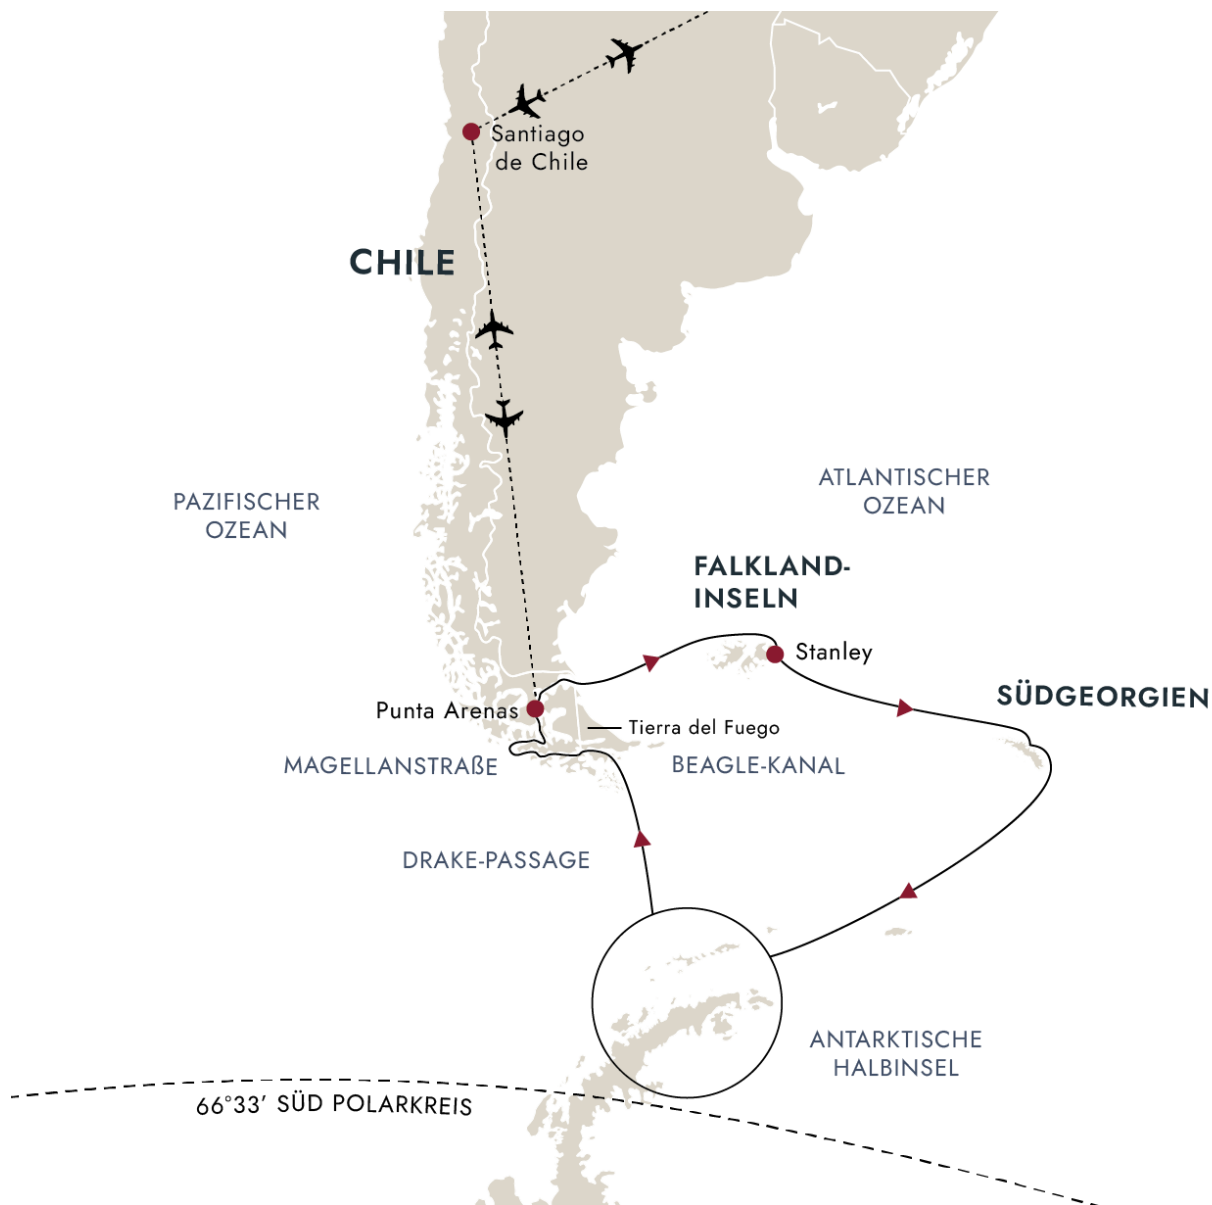 Santiago
de Chile
CHILE
PAZIFISCHER
OZEAN
ATLANTISCHER
OZEAN
FALKLAND-
INSELN
Stanley
SÜDGEORGIEN
Punta Arenas
Tierra del Fuego
MAGELLANSTRAßE
BEAGLE-KANAL
DRAKE-PASSAGE
ANTARKTISCHE
HALBINSEL
66°33’ SÜD POLARKREIS